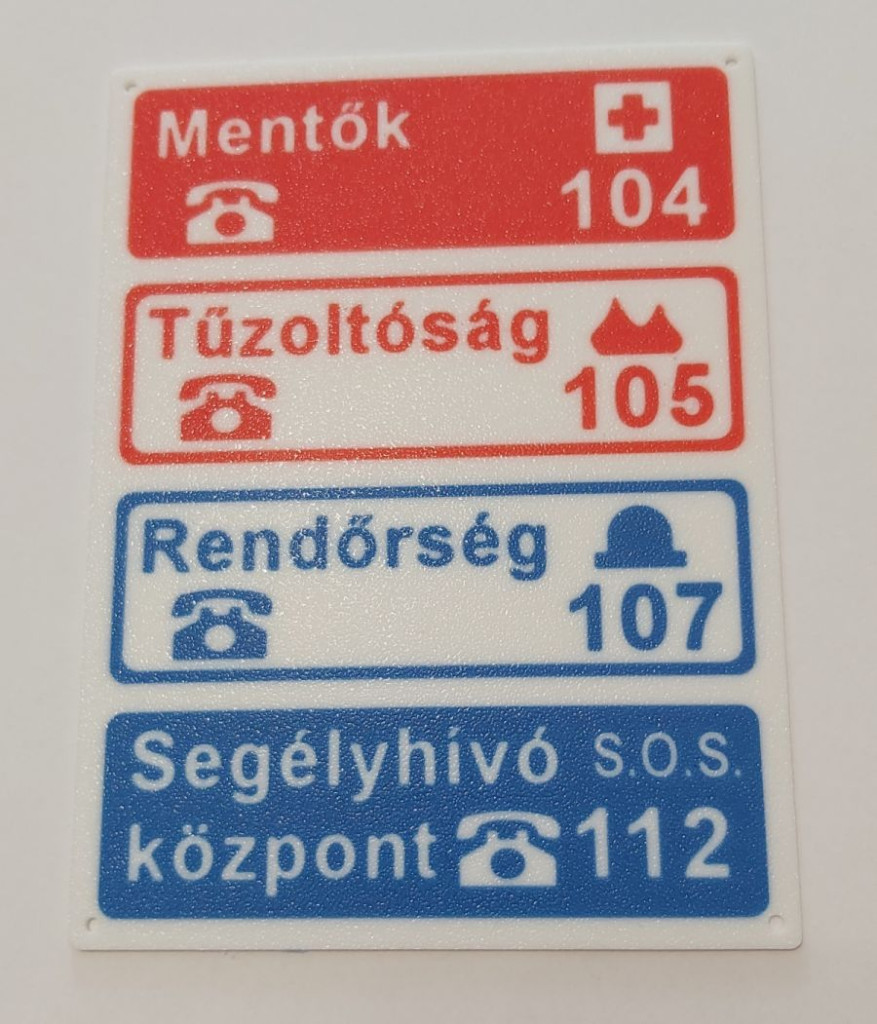 Mentők
104
Tűzoltóság
105
Rendőrség
107
Segélyhívó S.O.S.
központ 112